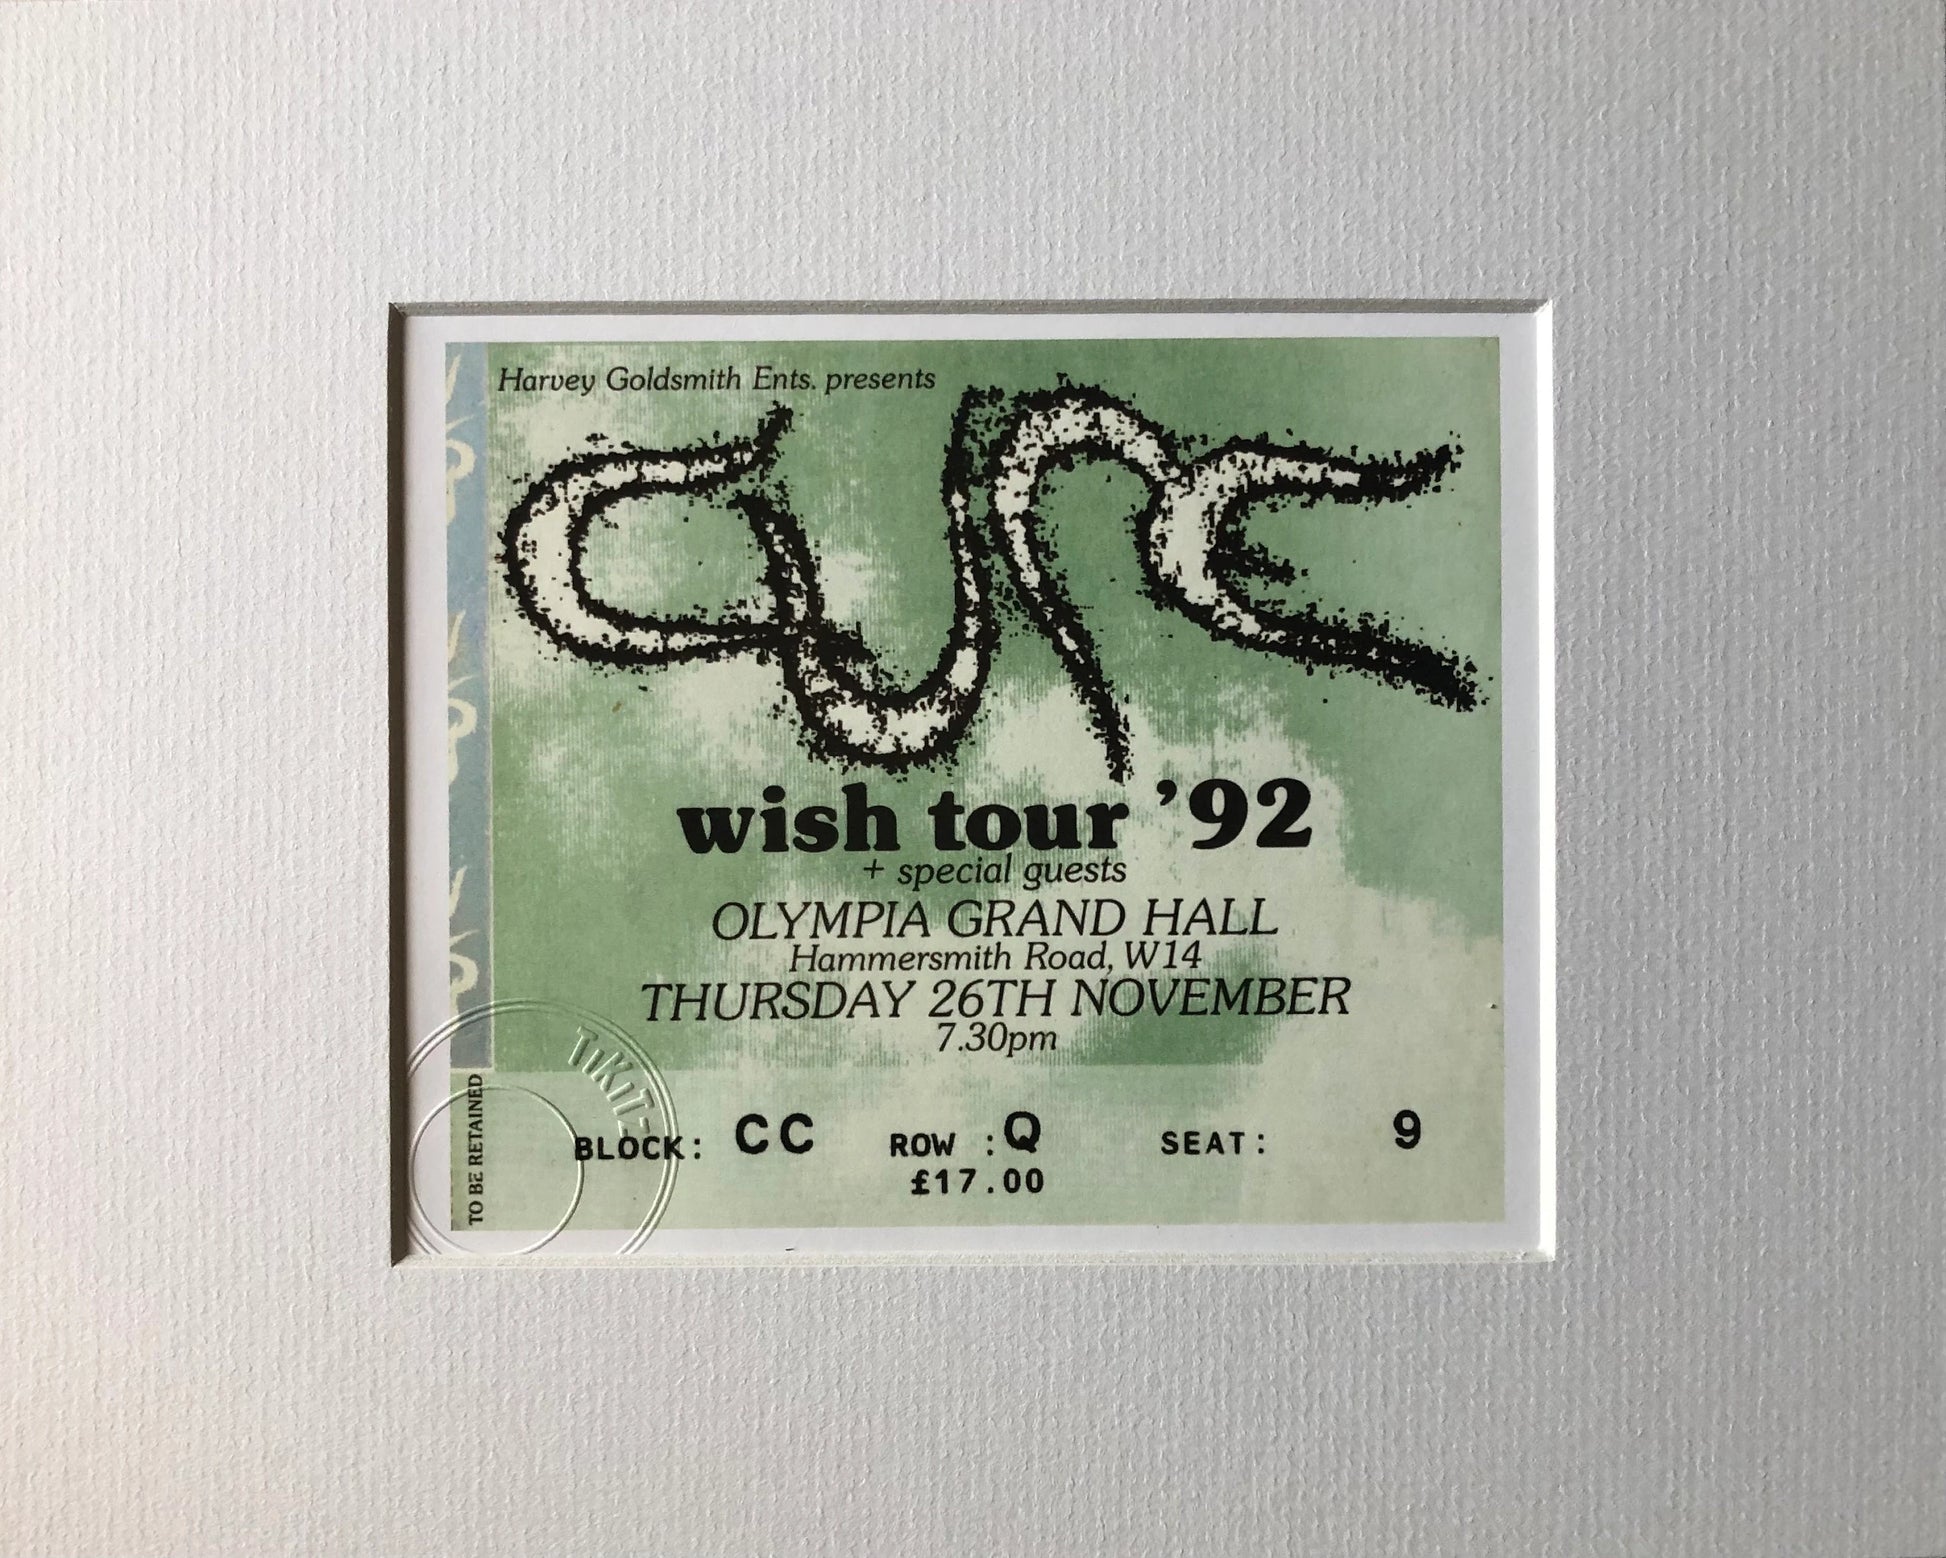 Harvey Goldsmith Ents. presents
CURE
wish tour ’92
+ special guests
OLYMPIA GRAND HALL
Hammersmith Road, W14
THURSDAY 26TH NOVEMBER
7.30pm
TO BE RETAINED
TiKiTz
BLOCK: CC ROW :Q SEAT: 9
£17.00